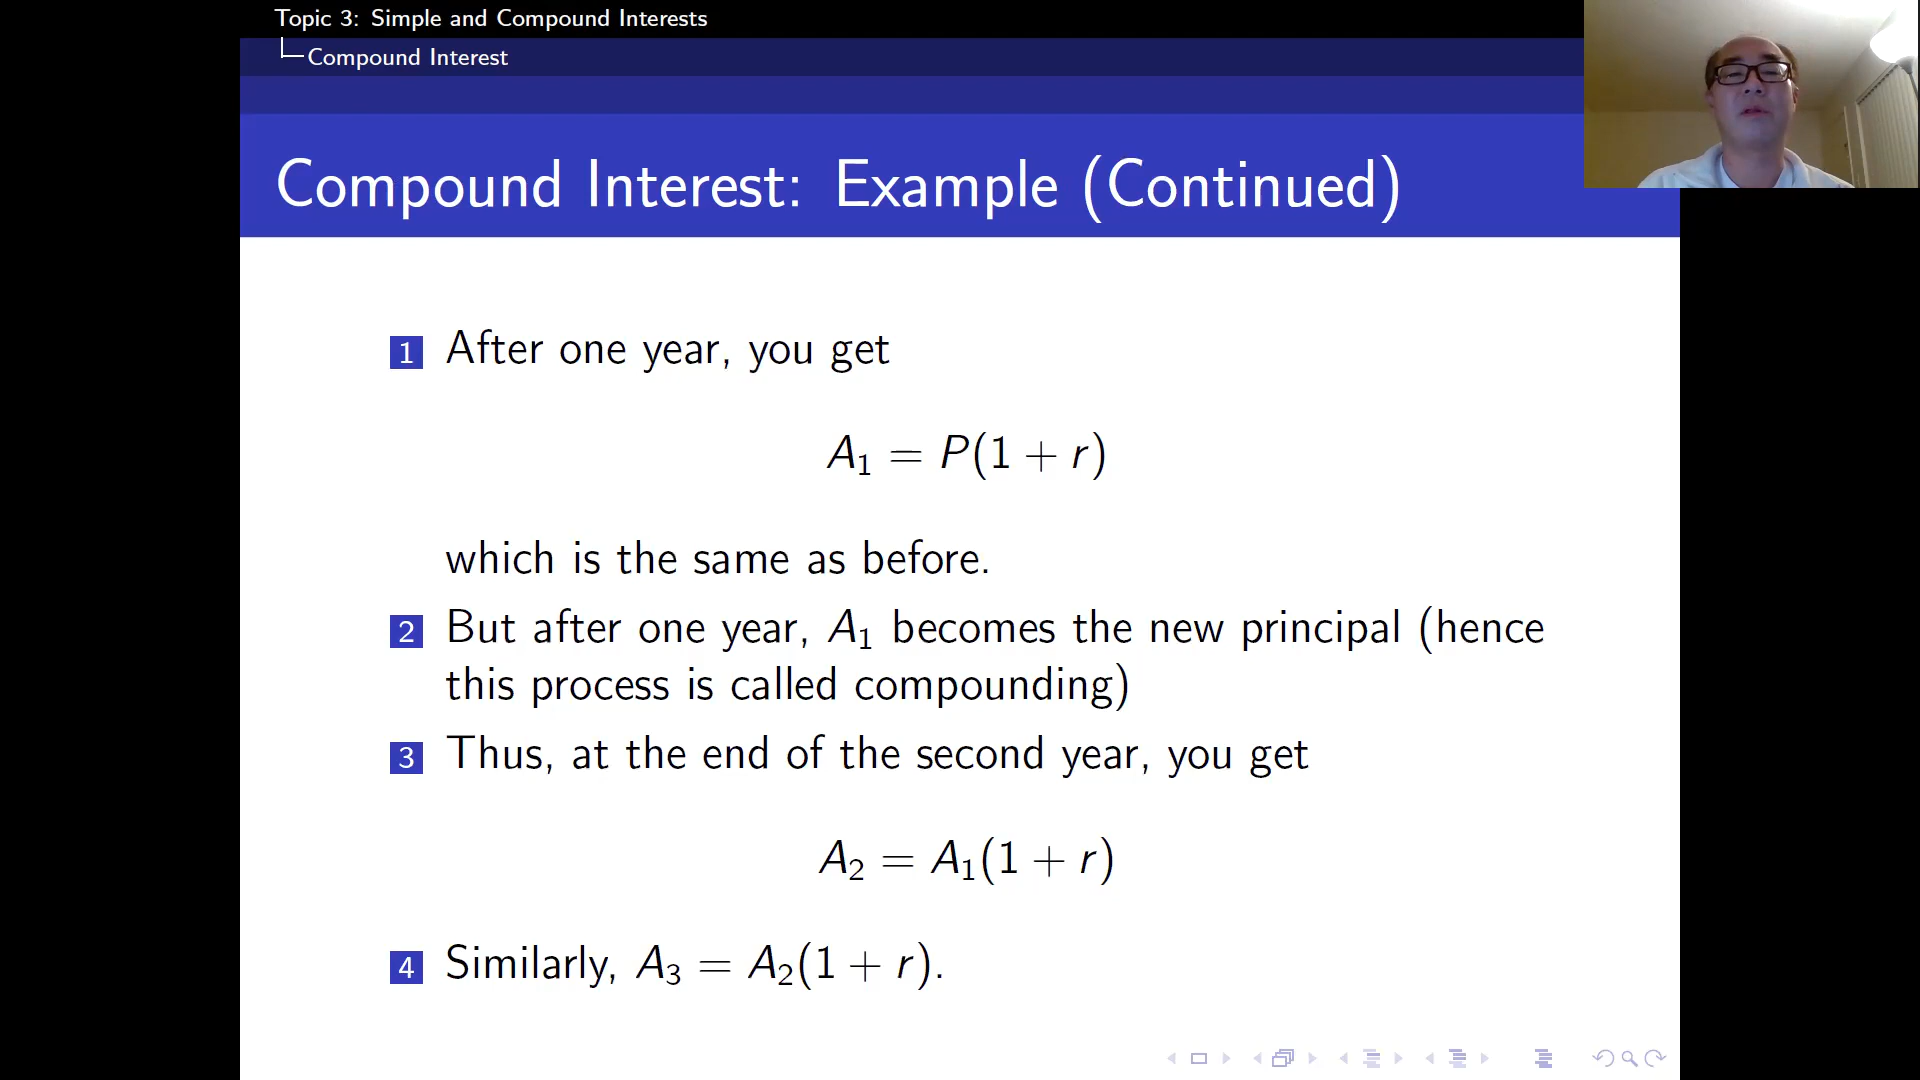 Topic 3: Simple and Compound Interests
Compound Interest
Compound Interest: Example (Continued)
1 After one year, you get
A₁ = P(1 + r)
which is the same as before.
2 But after one year, A₁ becomes the new principal (hence
this process is called compounding)
3 Thus, at the end of the second year, you get
A₂ = A₁(1 + r)
4 Similarly, A₃ = A₂(1 + r).